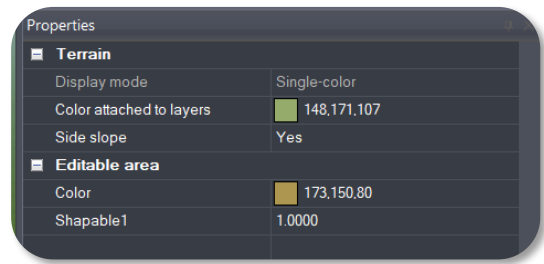 Properties
Terrain
Display mode Single-color
Color attached to layers 148,171,107
Side slope Yes
Editable area
Color 173,150,80
Shapable1 1.0000